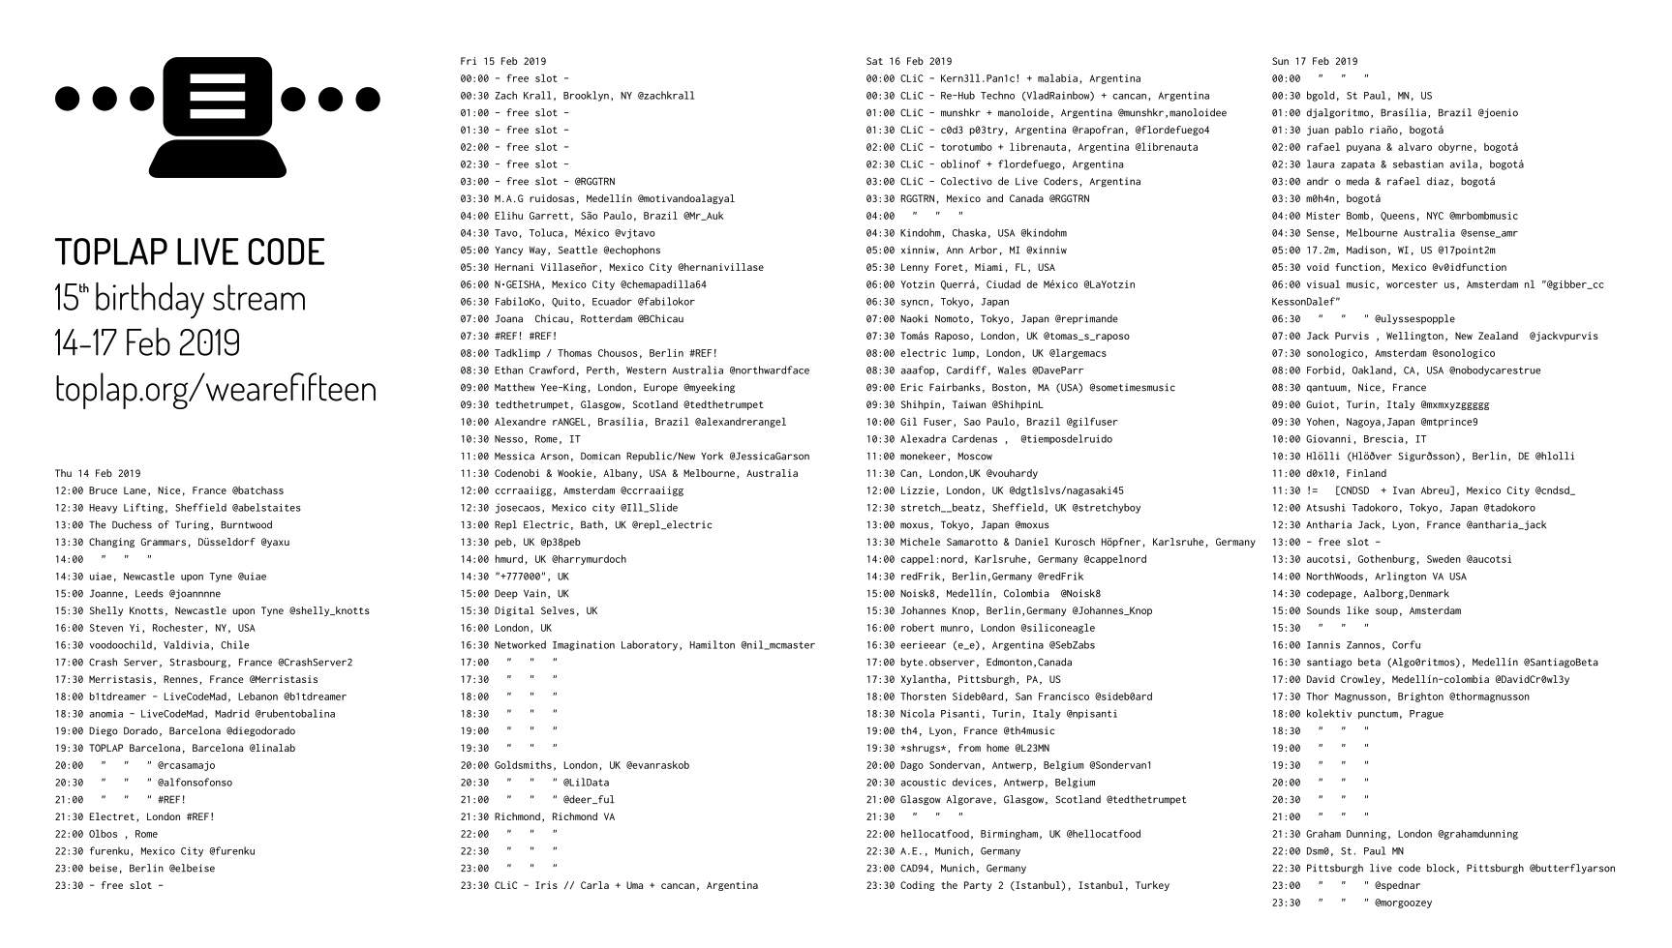 TOPLAP LIVE CODE
15th birthday stream
14-17 Feb 2019
toplap.org/wearefifteen
Thu 14 Feb 2019
12:00 Bruce Lane, Nice, France @batchass
12:30 Heavy Lifting, Sheffield @abelstaites
13:00 The Duchess of Turing, Burntwood
13:30 Changing Grammars, Düsseldorf @yaxu
14:00 " " "
14:30 uiae, Newcastle upon Tyne @uiae
15:00 Joanne, Leeds @joannnne
15:30 Shelly Knotts, Newcastle upon Tyne @shelly_knotts
16:00 Steven Yi, Rochester, NY, USA
16:30 voodoochild, Valdivia, Chile
17:00 Crash Server, Strasbourg, France @CrashServer2
17:30 Merristasis, Rennes, France @Merristasis
18:00 b1tdreamer - LiveCodeMad, Lebanon @b1tdreamer
18:30 anomia - LiveCodeMad, Madrid @rubentobalina
19:00 Diego Dorado, Barcelona @diegodorado
19:30 TOPLAP Barcelona, Barcelona @linalab
20:00 " " " @rcasamajo
20:30 " " " @alfonsofonso
21:00 " " " #REF!
21:30 Electret, London #REF!
22:00 Olbos , Rome
22:30 furenku, Mexico City @furenku
23:00 beise, Berlin @elbeise
23:30 - free slot -
Fri 15 Feb 2019
00:00 - free slot -
00:30 Zach Krall, Brooklyn, NY @zachkrall
01:00 - free slot -
01:30 - free slot -
02:00 - free slot -
02:30 - free slot -
03:00 - free slot - @RGGTRN
03:30 M.A.G ruidosas, Medellín @motivandoalagyal
04:00 Elihu Garrett, São Paulo, Brazil @Mr_Auk
04:30 Tavo, Toluca, México @vjtavo
05:00 Yancy Way, Seattle @echophons
05:30 Hernani Villaseñor, Mexico City @hernanivillase
06:00 N·GEISHA, Mexico City @chemapadilla64
06:30 FabiloKo, Quito, Ecuador @fabilokor
07:00 Joana Chicau, Rotterdam @BChicau
07:30 #REF! #REF!
08:00 Tadklimp / Thomas Chousos, Berlin #REF!
08:30 Ethan Crawford, Perth, Western Australia @northwardface
09:00 Matthew Yee-King, London, Europe @myeeking
09:30 tedthetrumpet, Glasgow, Scotland @tedthetrumpet
10:00 Alexandre rANGEL, Brasília, Brazil @alexandrerangel
10:30 Nesso, Rome, IT
11:00 Messica Arson, Domican Republic/New York @JessicaGarson
11:30 Codenobi & Wookie, Albany, USA & Melbourne, Australia
12:00 ccrraaiigg, Amsterdam @ccrraaiigg
12:30 josecaos, Mexico city @Ill_Slide
13:00 Repl Electric, Bath, UK @repl_electric
13:30 peb, UK @p38peb
14:00 hmurd, UK @harrymurdoch
14:30 "+777000", UK
15:00 Deep Vain, UK
15:30 Digital Selves, UK
16:00 London, UK
16:30 Networked Imagination Laboratory, Hamilton @nil_mcmaster
17:00 " " "
17:30 " " "
18:00 " " "
18:30 " " "
19:00 " " "
19:30 " " "
20:00 Goldsmiths, London, UK @evanraskob
20:30 " " " @LilData
21:00 " " " @deer_ful
21:30 Richmond, Richmond VA
22:00 " " "
22:30 " " "
23:00 " " "
23:30 CLiC - Iris // Carla + Uma + cancan, Argentina
Sat 16 Feb 2019
00:00 CLiC - Kern3ll.Pan1c! + malabia, Argentina
00:30 CLiC - Re-Hub Techno (VladRainbow) + cancan, Argentina
01:00 CLiC - munshkr + manoloide, Argentina @munshkr,manoloidee
01:30 CLiC - c0d3 p03try, Argentina @rapofran, @flordefuego4
02:00 CLiC - torotumbo + librenauta, Argentina @librenauta
02:30 CLiC - oblinof + flordefuego, Argentina
03:00 CLiC - Colectivo de Live Coders, Argentina
03:30 RGGTRN, Mexico and Canada @RGGTRN
04:00 " " "
04:30 Kindohm, Chaska, USA @kindohm
05:00 xinniw, Ann Arbor, MI @xinniw
05:30 Lenny Foret, Miami, FL, USA
06:00 Yotzin Querrá, Ciudad de México @LaYotzin
06:30 syncn, Tokyo, Japan
07:00 Naoki Nomoto, Tokyo, Japan @reprimande
07:30 Tomás Raposo, London, UK @tomas_s_raposo
08:00 electric lump, London, UK @largemacs
08:30 aaafop, Cardiff, Wales @DaveParr
09:00 Eric Fairbanks, Boston, MA (USA) @sometimesmusic
09:30 Shihpin, Taiwan @ShihpinL
10:00 Gil Fuser, Sao Paulo, Brazil @gilfuser
10:30 Alexadra Cardenas , @tiemposdelruido
11:00 monekeer, Moscow
11:30 Can, London,UK @vouhardy
12:00 Lizzie, London, UK @dgtlslvs/nagasaki45
12:30 stretch__beatz, Sheffield, UK @stretchyboy
13:00 moxus, Tokyo, Japan @moxus
13:30 Michele Samarotto & Daniel Kurosch Höpfner, Karlsruhe, Germany
14:00 cappel:nord, Karlsruhe, Germany @cappelnord
14:30 redFrik, Berlin,Germany @redFrik
15:00 Noisk8, Medellín, Colombia @Noisk8
15:30 Johannes Knop, Berlin,Germany @Johannes_Knop
16:00 robert munro, London @siliconeagle
16:30 eerieear (e_e), Argentina @SebZabs
17:00 byte.observer, Edmonton,Canada
17:30 Xylantha, Pittsburgh, PA, US
18:00 Thorsten Sideb0ard, San Francisco @sideb0ard
18:30 Nicola Pisanti, Turin, Italy @npisanti
19:00 th4, Lyon, France @th4music
19:30 *shrugs*, from home @L23MN
20:00 Dago Sondervan, Antwerp, Belgium @Sondervan1
20:30 acoustic devices, Antwerp, Belgium
21:00 Glasgow Algorave, Glasgow, Scotland @tedthetrumpet
21:30 " " "
22:00 hellocatfood, Birmingham, UK @hellocatfood
22:30 A.E., Munich, Germany
23:00 CAD94, Munich, Germany
23:30 Coding the Party 2 (Istanbul), Istanbul, Turkey
Sun 17 Feb 2019
00:00 " " "
00:30 bgold, St Paul, MN, US
01:00 djalgoritmo, Brasília, Brazil @joenio
01:30 juan pablo riaño, bogotá
02:00 rafael puyana & alvaro obyrne, bogotá
02:30 laura zapata & sebastian avila, bogotá
03:00 andr o meda & rafael diaz, bogotá
03:30 m0h4n, bogotá
04:00 Mister Bomb, Queens, NYC @mrbombmusic
04:30 Sense, Melbourne Australia @sense_amr
05:00 17.2m, Madison, WI, US @17point2m
05:30 void function, Mexico @v0idfunction
06:00 visual music, worcester us, Amsterdam nl "@gibber_cc
KessonDalef"
06:30 " " " @ulyssespopple
07:00 Jack Purvis , Wellington, New Zealand @jackvpurvis
07:30 sonologico, Amsterdam @sonologico
08:00 Forbid, Oakland, CA, USA @nobodycarestrue
08:30 qantuum, Nice, France
09:00 Guiot, Turin, Italy @mxmxyzggggg
09:30 Yohen, Nagoya,Japan @mtprince9
10:00 Giovanni, Brescia, IT
10:30 Hlölli (Hlöðver Sigurðsson), Berlin, DE @hlolli
11:00 d0x10, Finland
11:30 != [CNDSD + Ivan Abreu], Mexico City @cndsd_
12:00 Atsushi Tadokoro, Tokyo, Japan @tadokoro
12:30 Antharia Jack, Lyon, France @antharia_jack
13:00 - free slot -
13:30 aucotsi, Gothenburg, Sweden @aucotsi
14:00 NorthWoods, Arlington VA USA
14:30 codepage, Aalborg,Denmark
15:00 Sounds like soup, Amsterdam
15:30 " " "
16:00 Iannis Zannos, Corfu
16:30 santiago beta (Algo0ritmos), Medellín @SantiagoBeta
17:00 David Crowley, Medellín-colombia @DavidCr0wl3y
17:30 Thor Magnusson, Brighton @thormagnusson
18:00 kolektiv punctum, Prague
18:30 " " "
19:00 " " "
19:30 " " "
20:00 " " "
20:30 " " "
21:00 " " "
21:30 Graham Dunning, London @grahamdunning
22:00 Dsm0, St. Paul MN
22:30 Pittsburgh live code block, Pittsburgh @butterflyarson
23:00 " " " @spednar
23:30 " " " @morgoozey